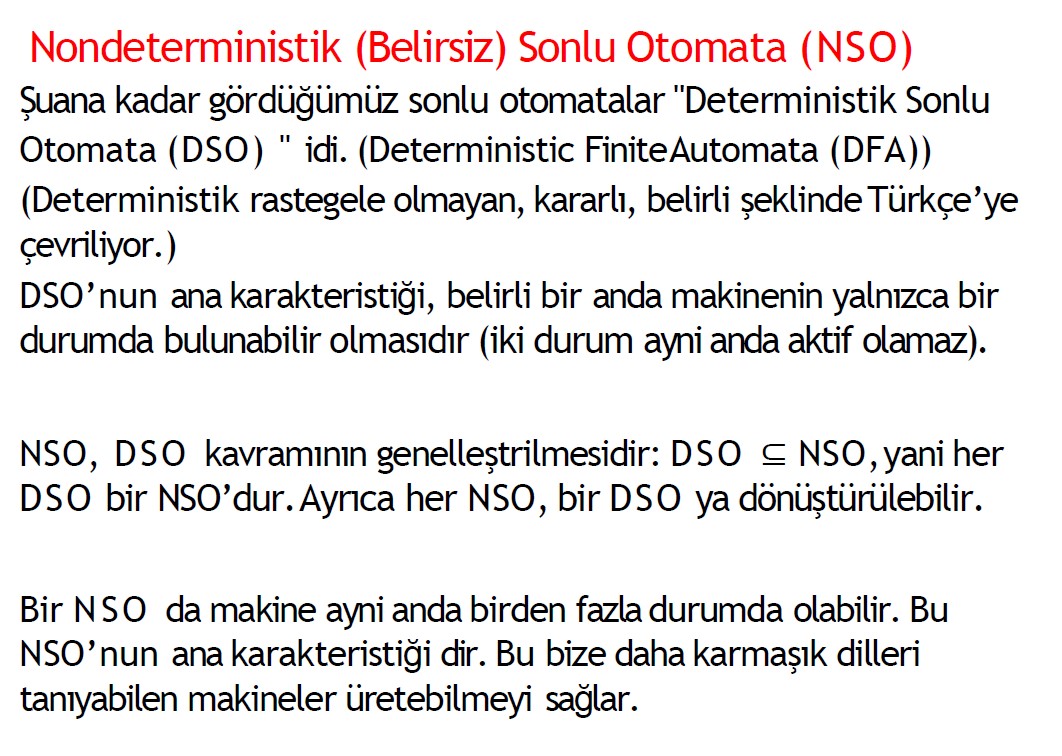 Nondeterministik (Belirsiz) Sonlu Otomata (NSO)
Şuana kadar gördüğümüz sonlu otomatalar "Deterministik Sonlu
Otomata (DSO) " idi. (Deterministic FiniteAutomata (DFA))
(Deterministik rastegele olmayan, kararlı, belirli şeklinde Türkçe’ye
çevriliyor.)
DSO’nun ana karakteristiği, belirli bir anda makinenin yalnızca bir
durumda bulunabilir olmasıdır (iki durum ayni anda aktif olamaz).
NSO, DSO kavramının genelleştrilmesidir: DSO ⊆ NSO, yani her
DSO bir NSO’dur. Ayrıca her NSO, bir DSO ya dönüştürülebilir.
Bir NSO da makine ayni anda birden fazla durumda olabilir. Bu
NSO’nun ana karakteristiği dir. Bu bize daha karmaşık dilleri
tanıyabilen makineler üretebilmeyi sağlar.